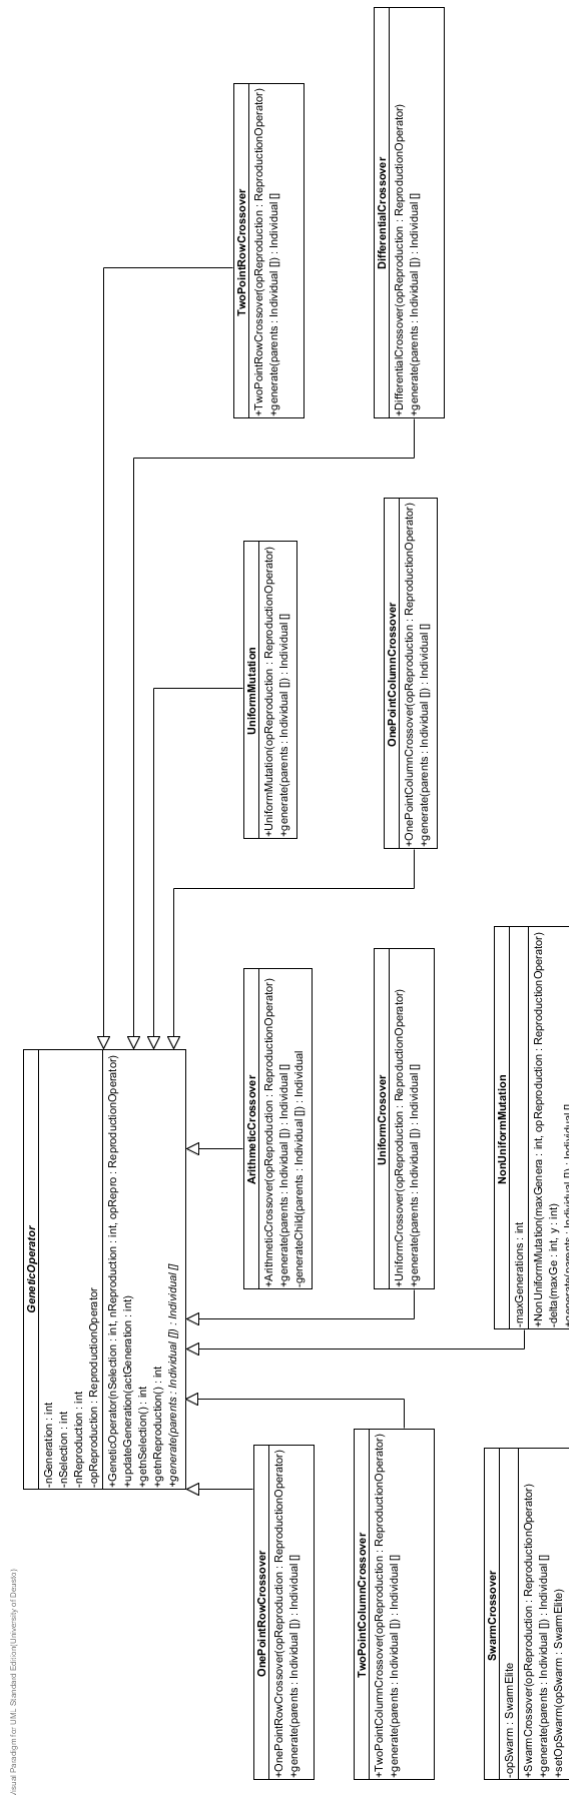 Visual Paradigm for UML Standard Edition(University of Deusto)
GeneticOperator
-nGeneration : int
-nSelection : int
-nReproduction : int
-opReproduction : ReproductionOperator
+GeneticOperator(nSelection : int, nReproduction : int, opRepro : ReproductionOperator)
+updateGeneration(actGeneration : int)
+getnSelection() : int
+getnReproduction() : int
+generate(parents : Individual []) : Individual []
OnePointRowCrossover
+OnePointRowCrossover(opReproduction : ReproductionOperator)
+generate(parents : Individual []) : Individual []
ArithmeticCrossover
+ArithmeticCrossover(opReproduction : ReproductionOperator)
+generate(parents : Individual []) : Individual []
-generateChild(parents : Individual []) : Individual
UniformMutation
+UniformMutation(opReproduction : ReproductionOperator)
+generate(parents : Individual []) : Individual []
TwoPointRowCrossover
+TwoPointRowCrossover(opReproduction : ReproductionOperator)
+generate(parents : Individual []) : Individual []
TwoPointColumnCrossover
+TwoPointColumnCrossover(opReproduction : ReproductionOperator)
+generate(parents : Individual []) : Individual []
UniformCrosover
+UniformCrossover(opReproduction : ReproductionOperator)
+generate(parents : Individual []) : Individual []
OnePointColumnCrossover
+OnePointColumnCrossover(opReproduction : ReproductionOperator)
+generate(parents : Individual []) : Individual []
DifferentialCrossover
+DifferentialCrossover(opReproduction : ReproductionOperator)
+generate(parents : Individual []) : Individual []
SwarmCrossover
-opSwarm : SwarmElite
+SwarmCrossover(opReproduction : ReproductionOperator)
+generate(parents : Individual []) : Individual []
+setOpSwarm(opSwarm : SwarmElite)
NonUniformMutation
-maxGenerations : int
+NonUniformMutation(maxGenera : int, opReproduction : ReproductionOperator)
-delta(maxGe : int, y : int)
+generate(parents : Individual []) : Individual []